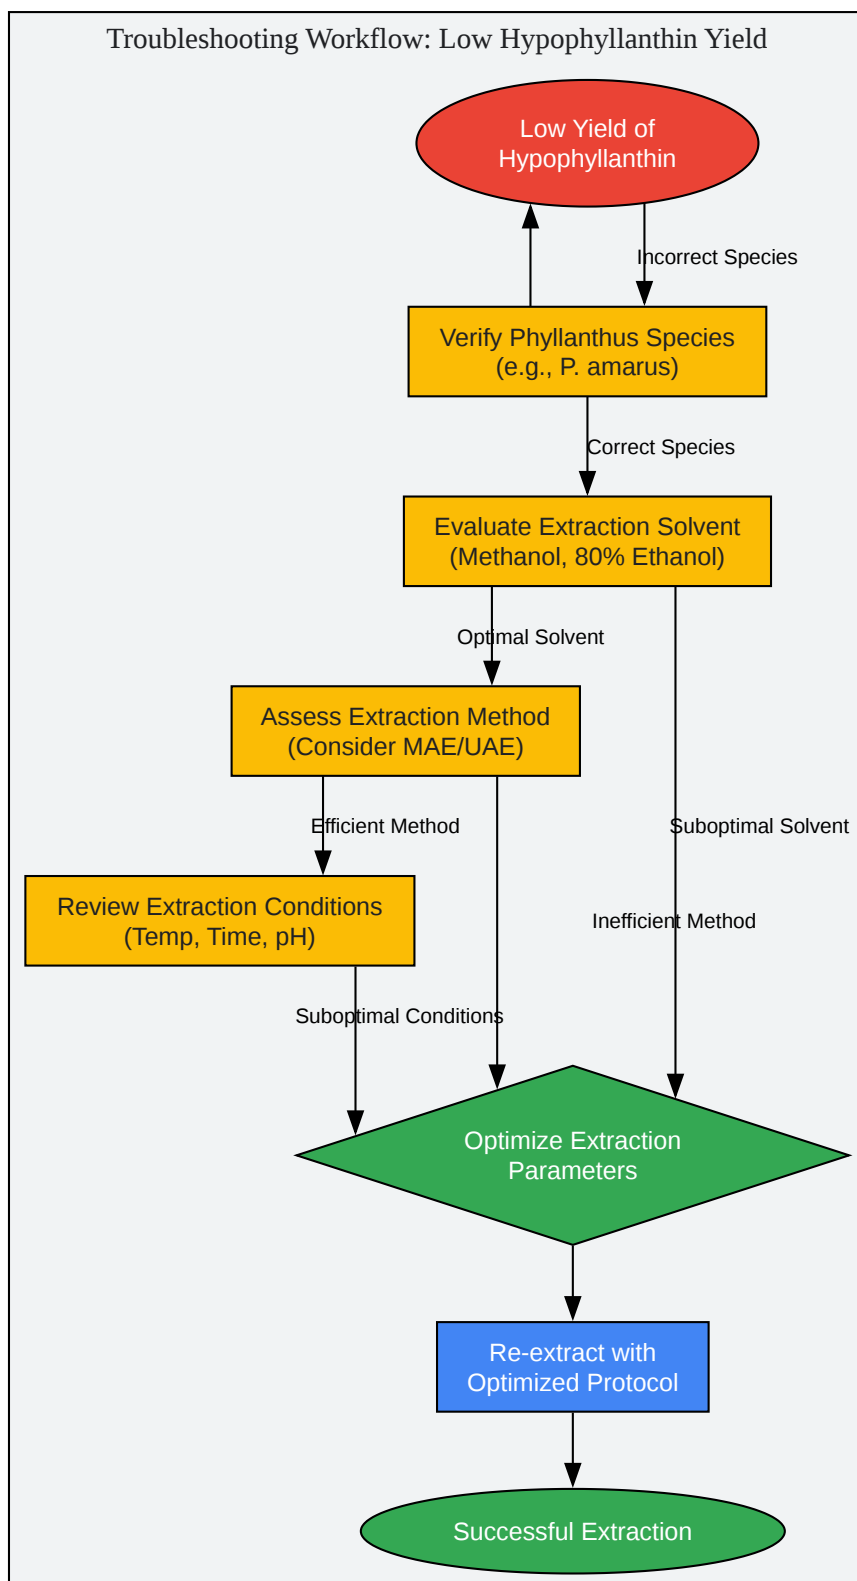 Troubleshooting Workflow: Low Hypophyllanthin Yield
Low Yield of
Hypophyllanthin
Incorrect Species
Verify Phyllanthus Species
(e.g., P. amarus)
Correct Species
Evaluate Extraction Solvent
(Methanol, 80% Ethanol)
Optimal Solvent
Assess Extraction Method
(Consider MAE/UAE)
Efficient Method
Suboptimal Solvent
Review Extraction Conditions
(Temp, Time, pH)
Inefficient Method
Suboptimal Conditions
Optimize Extraction
Parameters
Re-extract with
Optimized Protocol
Successful Extraction